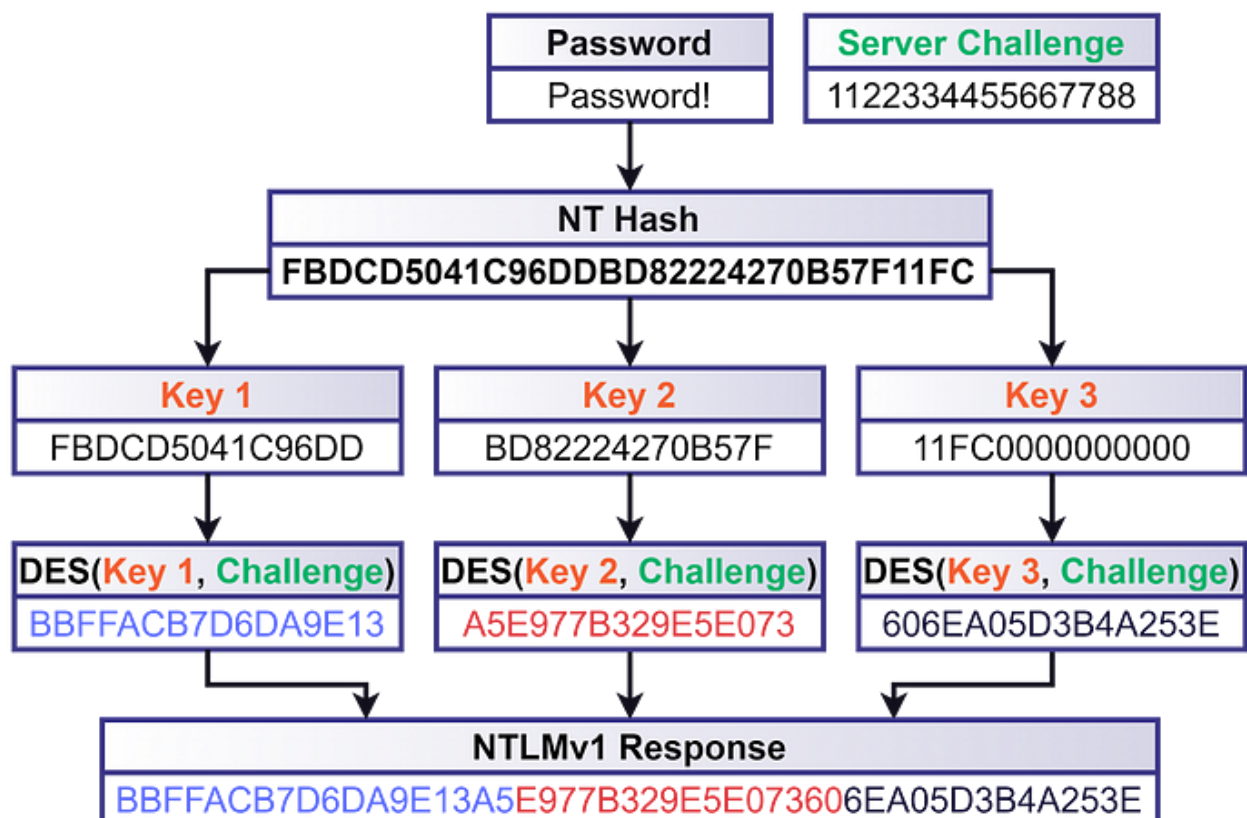 Password
Password!
Server Challenge
1122334455667788
NT Hash
FBDCD5041C96DDBD82224270B57F11FC
Key 1
FBDCD5041C96DD
Key 2
BD82224270B57F
Key 3
11FC0000000000
DES(Key 1, Challenge)
BBFFACB7D6DA9E13
DES(Key 2, Challenge)
A5E977B329E5E073
DES(Key 3, Challenge)
606EA05D3B4A253E
NTLMv1 Response
BBFFACB7D6DA9E13A5E977B329E5E073606EA05D3B4A253E